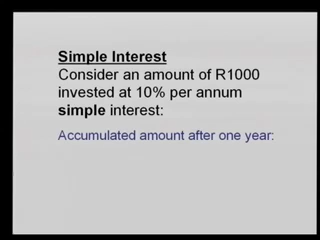 Simple Interest
Consider an amount of R1000
invested at 10% per annum
simple interest:
Accumulated amount after one year: